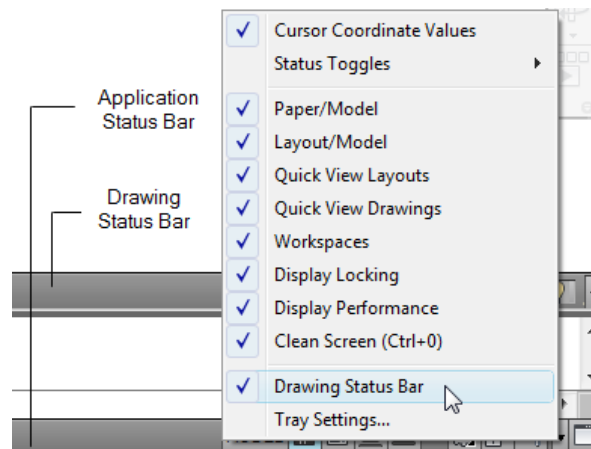 Application
Status Bar
Drawing
Status Bar
Cursor Coordinate Values
Status Toggles
Paper/Model
Layout/Model
Quick View Layouts
Quick View Drawings
Workspaces
Display Locking
Display Performance
Clean Screen (Ctrl+0)
Drawing Status Bar
Tray Settings...